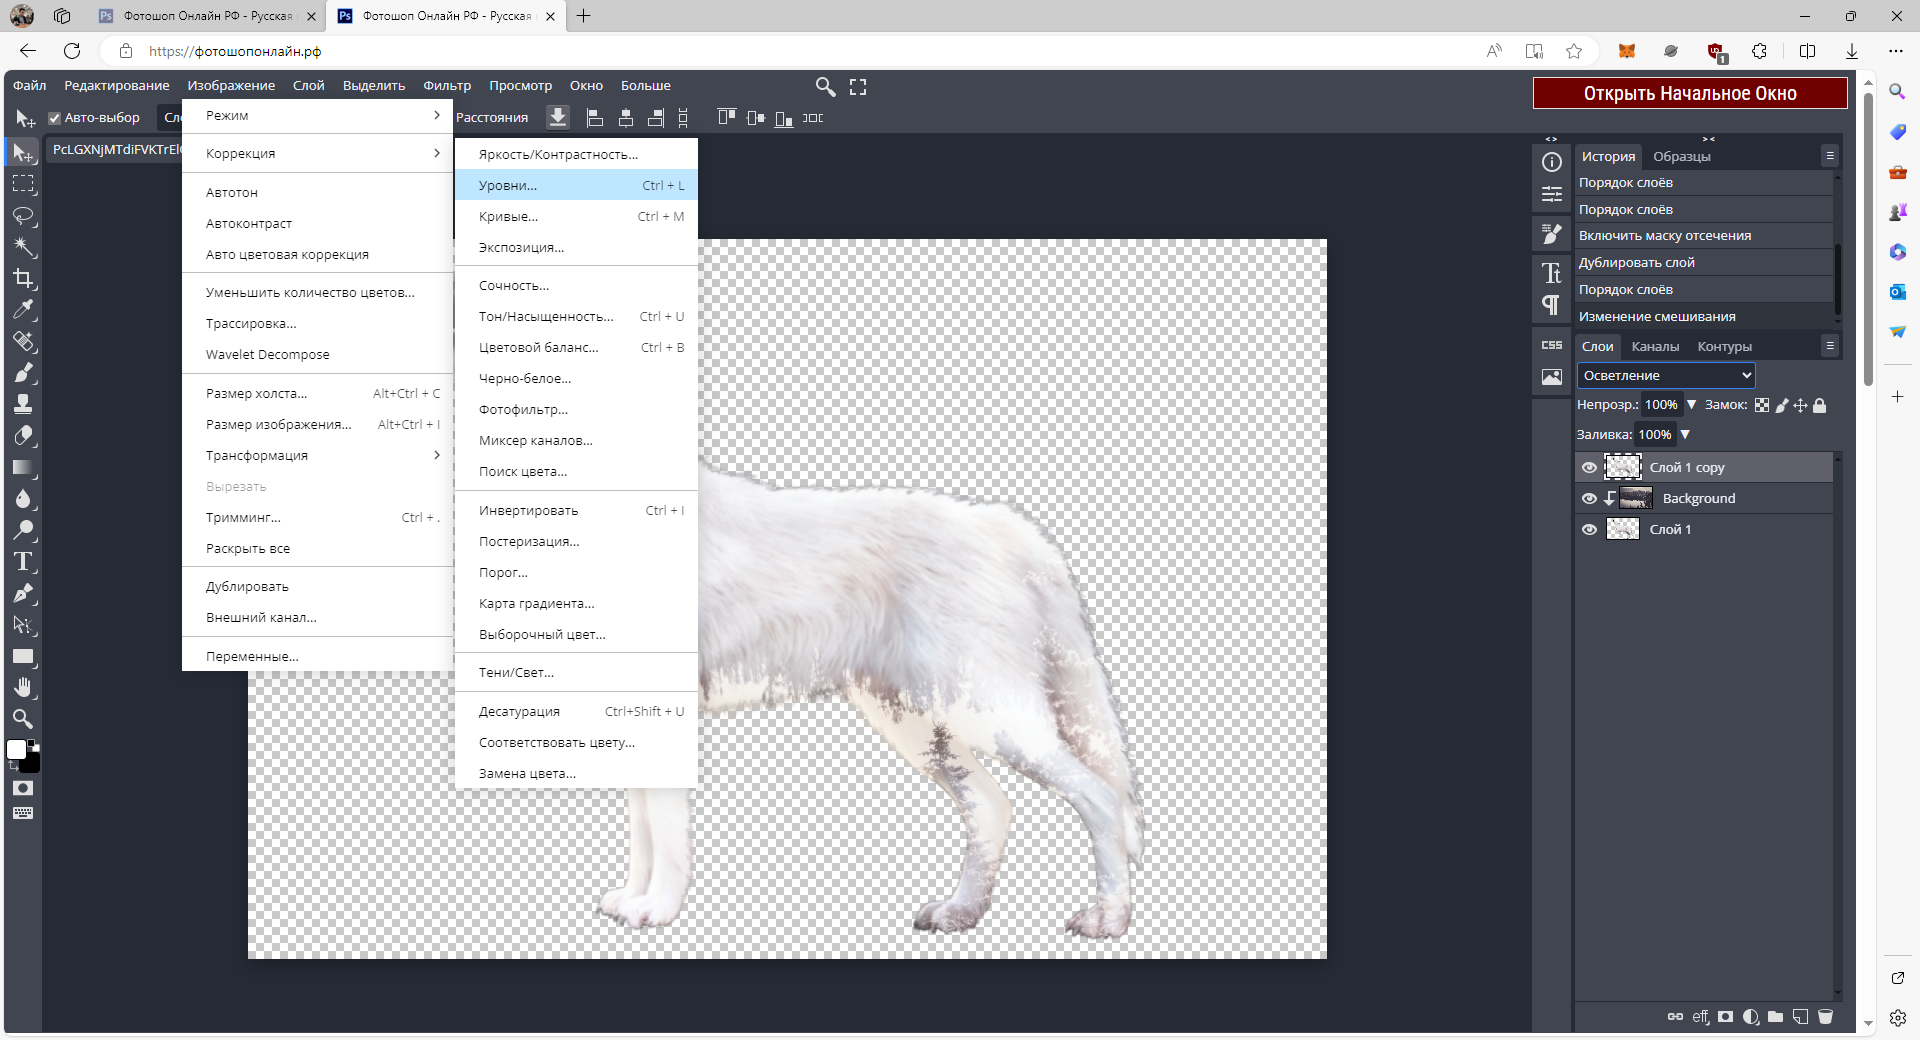 Фотошоп Онлайн РФ - Русская
Фотошоп Онлайн РФ - Русская
https://фотошопонлайн.рф
1
Файл Редактирование Изображение Слой Выделить Фильтр Просмотр Окно Больше
Открыть Начальное Окно
Авто-выбор
Расстояния
PcLGXNjMTdiFVKTrEl
Режим
Коррекция
Автотон
Автоконтраст
Авто цветовая коррекция
Уменьшить количество цветов...
Трассировка...
Wavelet Decompose
Размер холста... Alt+Ctrl + C
Размер изображения... Alt+Ctrl + I
Трансформация
Вырезать
Тримминг... Ctrl + .
Раскрыть все
Дублировать
Внешний канал...
Переменные...
Яркость/Контрастность...
Уровни... Ctrl + L
Кривые... Ctrl + M
Экспозиция...
Сочность...
Тон/Насыщенность... Ctrl + U
Цветовой баланс... Ctrl + B
Черно-белое...
Фотофильтр...
Миксер каналов...
Поиск цвета...
Инвертировать Ctrl + I
Постеризация...
Порог...
Карта градиента...
Выборочный цвет...
Тени/Свет...
Десатурация Ctrl+Shift + U
Соответствовать цвету...
Замена цвета...
История Образцы
Порядок слоёв
Порядок слоёв
Включить маску отсечения
Дублировать слой
Порядок слоёв
Изменение смешивания
CSS
Слои Каналы Контуры
Осветление
Непрозр.: 100% Замок:
Заливка: 100%
Слой 1 copy
Background
Слой 1
eff